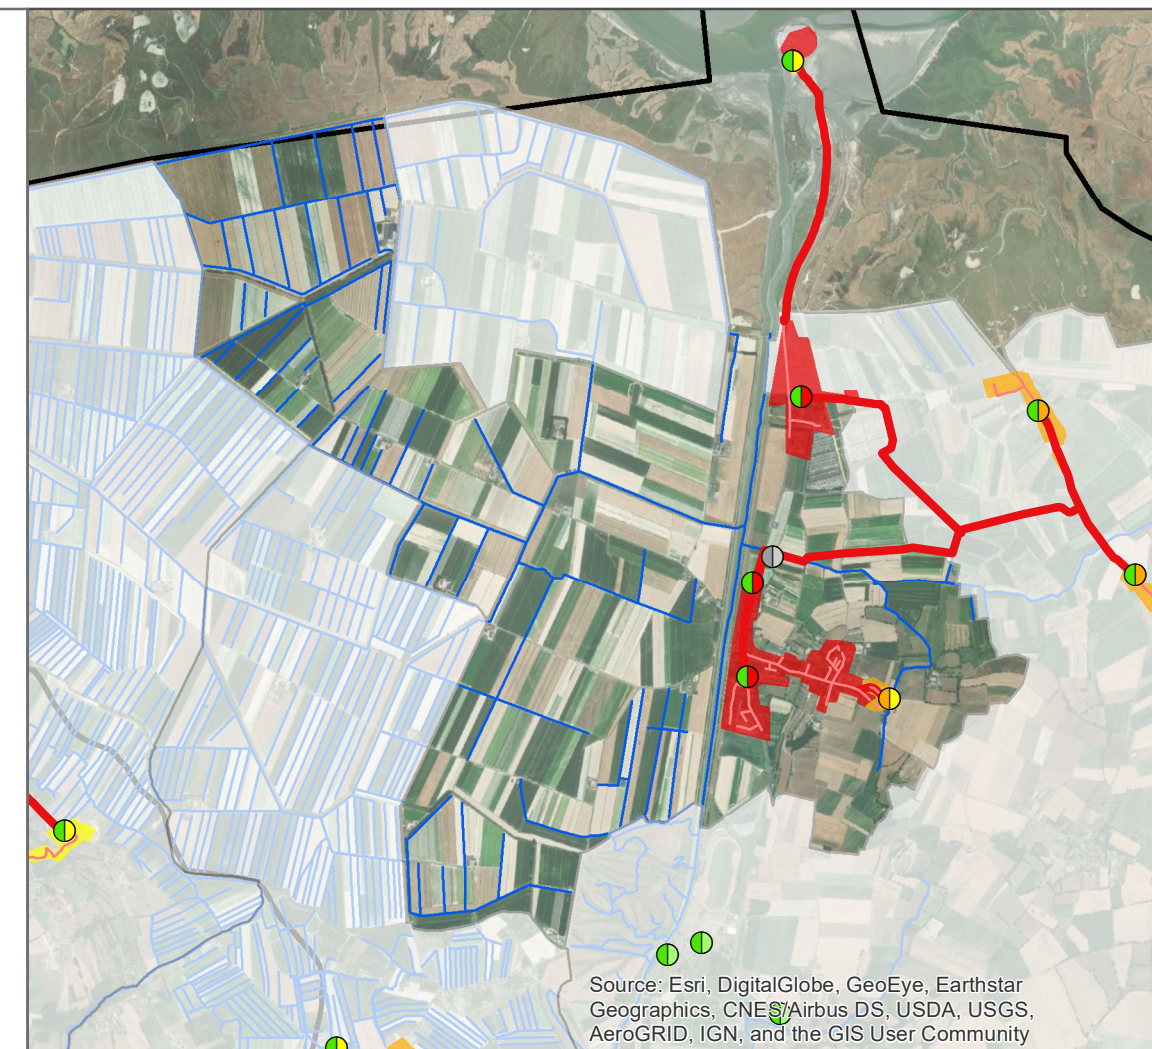 Source: Esri, DigitalGlobe, GeoEye, Earthstar
Geographics, CNES/Airbus DS, USDA, USGS,
AeroGRID, IGN, and the GIS User Community